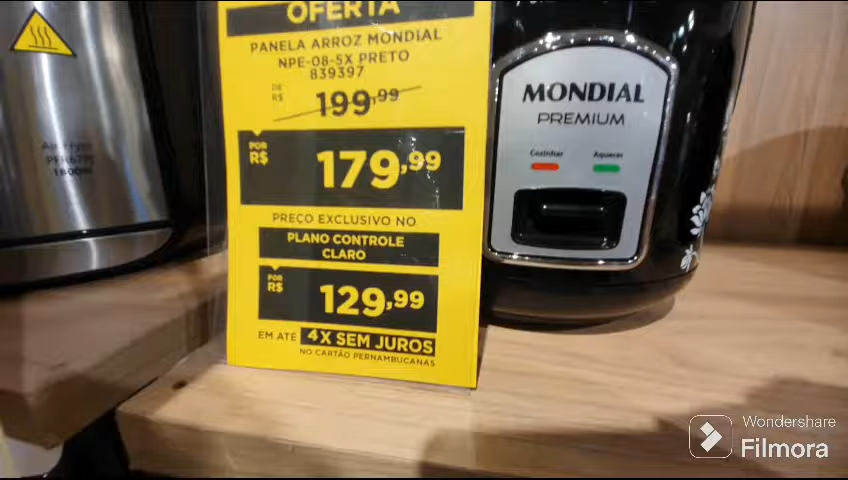 OFERTA
PANELA ARROZ MONDIAL
NPE-08-5X PRETO
839397
DE
R$ 199,99
POR
R$ 179,99
PREÇO EXCLUSIVO NO
PLANO CONTROLE
CLARO
POR
R$ 129,99
EM ATÉ 4X SEM JUROS
NO CARTÃO PERNAMBUCANAS
MONDIAL
PREMIUM
Cozinhar Aquecer
Wondershare
Filmora